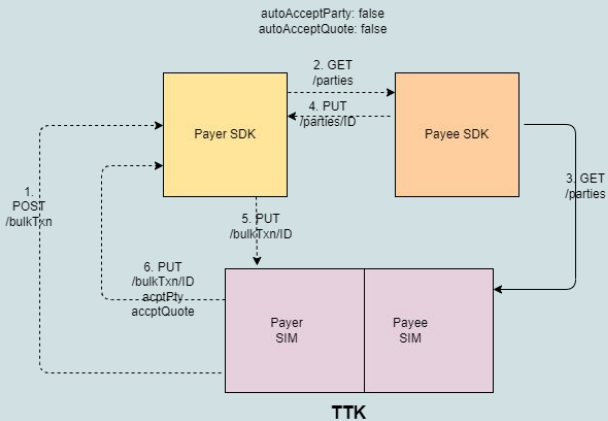 autoAcceptParty: false
autoAcceptQuote: false
2. GET
/parties
4. PUT
/parties/ID
Payer SDK
Payee SDK
1.
POST
/bulkTxn
3. GET
/parties
5. PUT
/bulkTxn/ID
6. PUT
/bulkTxn/ID
acptPty
accptQuote
Payer
SIM
Payee
SIM
TTK